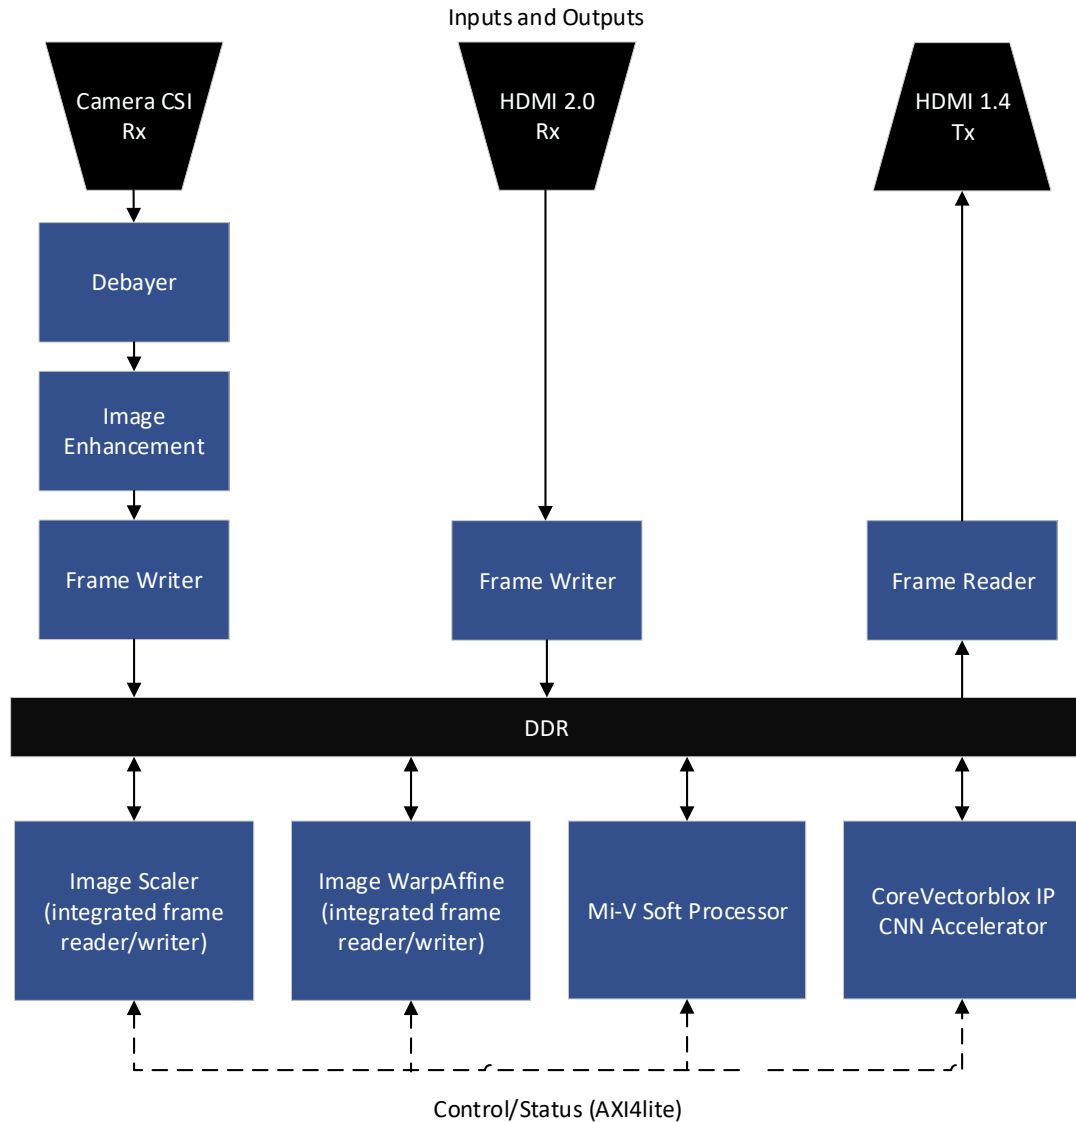 Inputs and Outputs
Camera CSI
Rx
HDMI 2.0
Rx
HDMI 1.4
Tx
Debayer
Image
Enhancement
Frame Writer
Frame Writer
Frame Reader
DDR
Image Scaler
(integrated frame
reader/writer)
Image WarpAffine
(integrated frame
reader/writer)
Mi-V Soft Processor
CoreVectorblox IP
CNN Accelerator
Control/Status (AXI4lite)